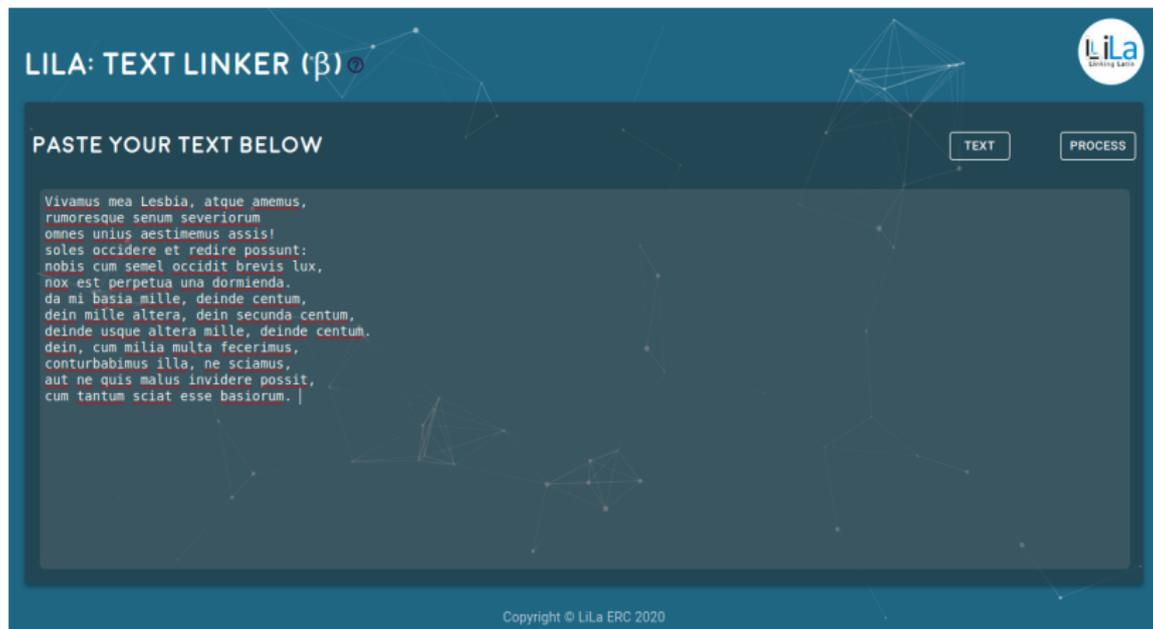 LILA: TEXT LINKER (β) ?
LiLa
Linking Latin
PASTE YOUR TEXT BELOW
TEXT
PROCESS
Vivamus mea Lesbia, atque amemus,
rumoresque senum severiorum
omnes unius aestimemus assis!
soles occidere et redire possunt:
nobis cum semel occidit brevis lux,
nox est perpetua una dormienda.
da mi basia mille, deinde centum,
dein mille altera, dein secunda centum,
deinde usque altera mille, deinde centum.
dein, cum milia multa fecerimus,
conturbabimus illa, ne sciamus,
aut ne quis malus invidere possit,
cum tantum sciat esse basiorum.
Copyright © LiLa ERC 2020